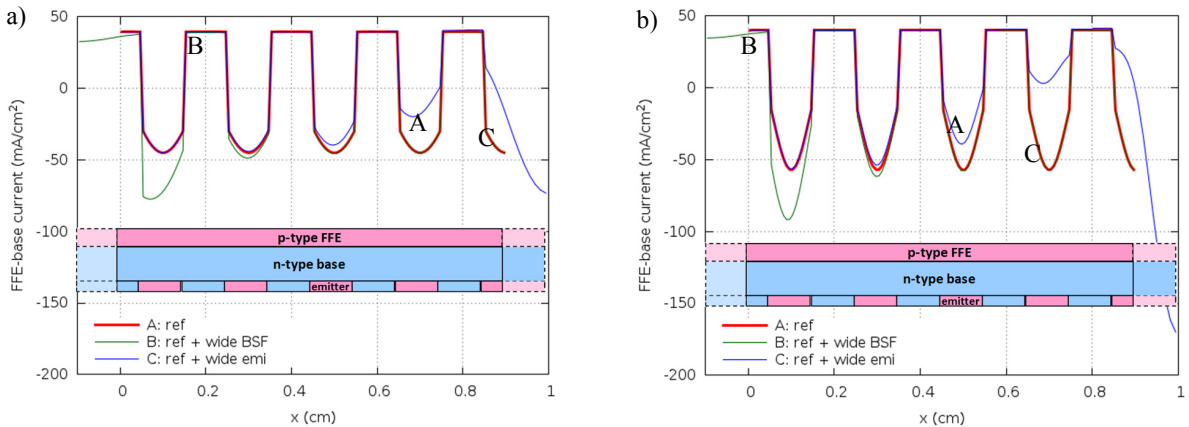 a)
50
0
-50
-100
-150
-200
FFE-base current (mA/cm²)
B
A
C
p-type FFE
n-type base
emitter
A: ref
B: ref + wide BSF
C: ref + wide emi
0
0.2
0.4
0.6
0.8
1
x (cm)
b)
50
0
-50
-100
-150
-200
FFE-base current (mA/cm²)
B
A
C
p-type FFE
n-type base
emitter
A: ref
B: ref + wide BSF
C: ref + wide emi
0
0.2
0.4
0.6
0.8
1
x (cm)